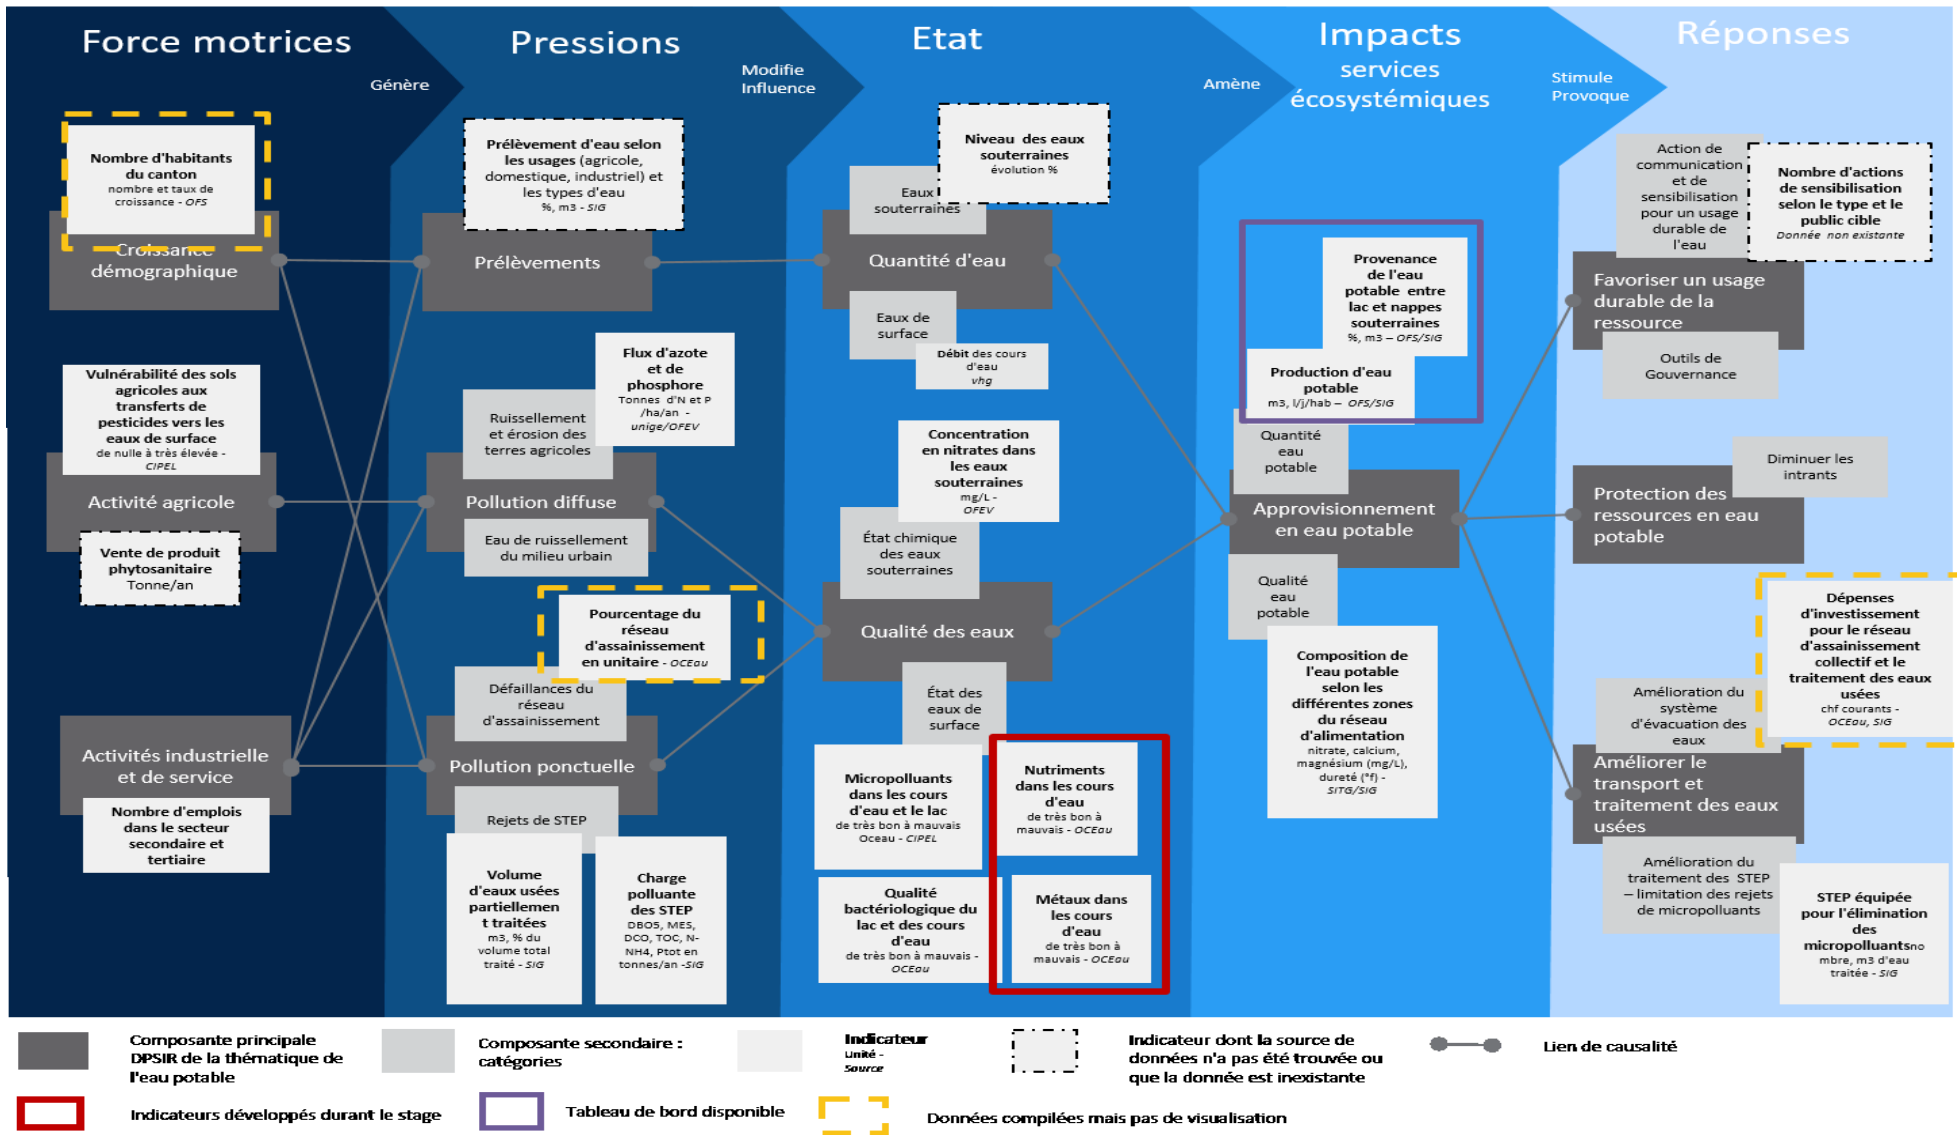 Force motrices
Pressions
Etat
Impacts
services
écosystémiques
Réponses
Génère
Modifie
Influence
Amène
Stimule
Provoque
Nombre d'habitants
du canton
nombre et taux de
croissance - OFS
Croissance
démographique
Vulnérabilité des sols
agricoles aux
transferts de
pesticides vers les
eaux de surface
de nulle à très élevée -
CIPEL
Activité agricole
Vente de produit
phytosanitaire
Tonne/an
Activités industrielle
et de service
Nombre d'emplois
dans le secteur
secondaire et
tertiaire
Prélèvement d'eau selon
les usages (agricole,
domestique, industriel) et
les types d'eau
%, m3 - SIG
Prélèvements
Flux d'azote
et de
phosphore
Tonnes d'N et P
/ha/an -
unige/OFEV
Ruissellement
et érosion des
terres agricoles
Pollution diffuse
Eau de ruissellement
du milieu urbain
Pourcentage du
réseau
d'assainissement
en unitaire - OCEau
Défaillances du
réseau
d'assainissement
Pollution ponctuelle
Rejets de STEP
Volume
d'eaux usées
partiellemen
t traitées
m3, % du
volume total
traité - SIG
Charge
polluante
des STEP
DBO5, MES,
DCO, TOC, N-
NH4, Ptot en
tonnes/an -SIG
Niveau des eaux
souterraines
évolution %
Eaux
souterraines
Quantité d'eau
Eaux de
surface
Débit des cours
d'eau
vhg
Concentration
en nitrates dans
les eaux
souterraines
mg/L -
OFEV
État chimique
des eaux
souterraines
Qualité des eaux
État des
eaux de
surface
Micropolluants
dans les cours
d'eau et le lac
de très bon à mauvais
Oceau - CIPEL
Nutriments
dans les cours
d'eau
de très bon à
mauvais - OCEau
Qualité
bactériologique du
lac et des cours
d'eau
de très bon à mauvais -
OCEau
Métaux dans
les cours
d'eau
de très bon à
mauvais - OCEau
Provenance
de l'eau
potable entre
lac et nappes
souterraines
%, m3 – OFS/SIG
Production d'eau
potable
m3, l/j/hab – OFS/SIG
Quantité
eau
potable
Approvisionnement
en eau potable
Qualité
eau
potable
Composition de
l'eau potable
selon les
différentes zones
du réseau
d'alimentation
nitrate, calcium,
magnésium (mg/L),
dureté (°f) -
SITG/SIG
Action de
communication
et de
sensibilisation
pour un usage
durable de
l'eau
Nombre d'actions
de sensibilisation
selon le type et le
public cible
Donnée non existante
Favoriser un usage
durable de la
ressource
Outils de
Gouvernance
Diminuer les
intrants
Protection des
ressources en eau
potable
Dépenses
d'investissement
pour le réseau
d'assainissement
collectif et le
traitement des eaux
usées
chf courants -
OCEau, SIG
Amélioration du
système
d'évacuation des
eaux
Améliorer le
transport et
traitement des eaux
usées
Amélioration du
traitement des STEP
– limitation des rejets
de micropolluants
STEP équipée
pour l'élimination
des
micropolluantsno
mbre, m3 d'eau
traitée - SIG
Composante principale
DPSIR de la thématique de
l'eau potable
Composante secondaire :
catégories
Indicateur
Unité -
Source
Indicateur dont la source de
données n'a pas été trouvée ou
que la donnée est inexistante
Lien de causalité
Indicateurs développés durant le stage
Tableau de bord disponible
Données compilées mais pas de visualisation